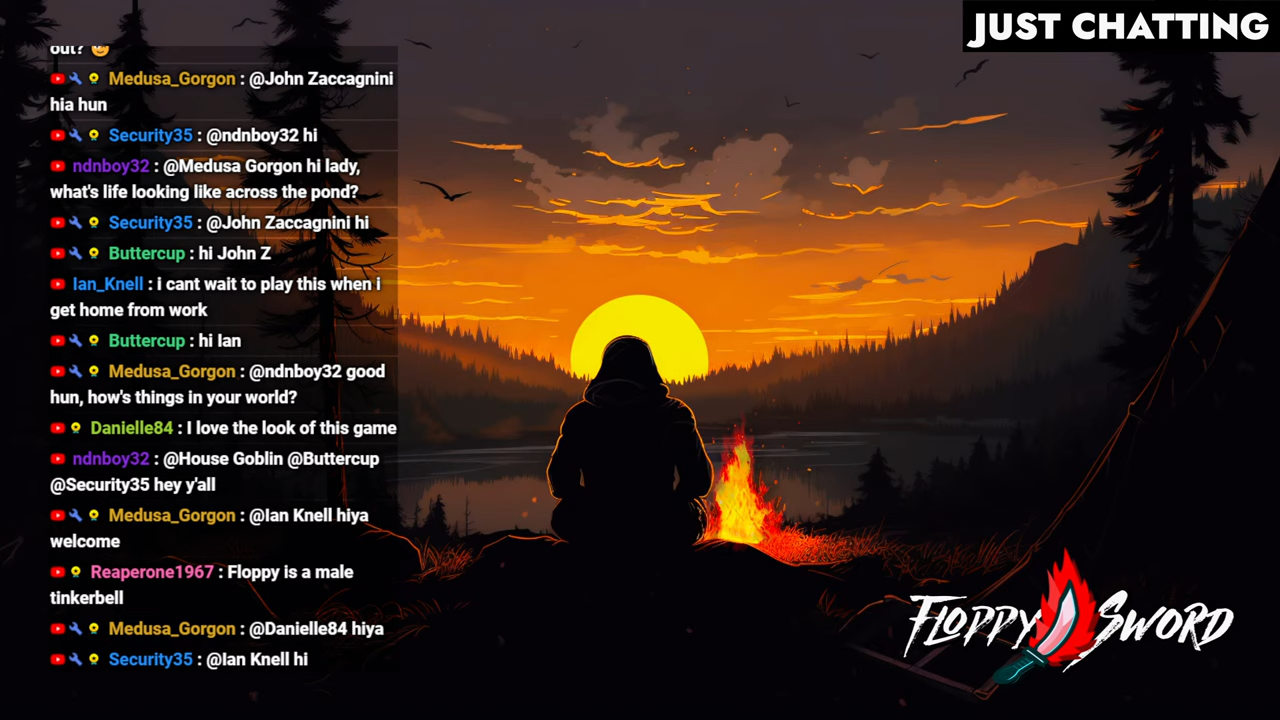 JUST CHATTING
out?
Medusa_Gorgon : @John Zaccagnini
hia hun
Security35 : @ndnboy32 hi
ndnboy32 : @Medusa Gorgon hi lady,
what's life looking like across the pond?
Security35 : @John Zaccagnini hi
Buttercup : hi John Z
Ian_Knell : i cant wait to play this when i
get home from work
Buttercup : hi Ian
Medusa_Gorgon : @ndnboy32 good
hun, how's things in your world?
Danielle84 : I love the look of this game
ndnboy32 : @House Goblin @Buttercup
@Security35 hey y'all
Medusa_Gorgon : @Ian Knell hiya
welcome
Reaperone1967 : Floppy is a male
tinkerbell
Medusa_Gorgon : @Danielle84 hiya
Security35 : @Ian Knell hi
FLOPPY SWORD